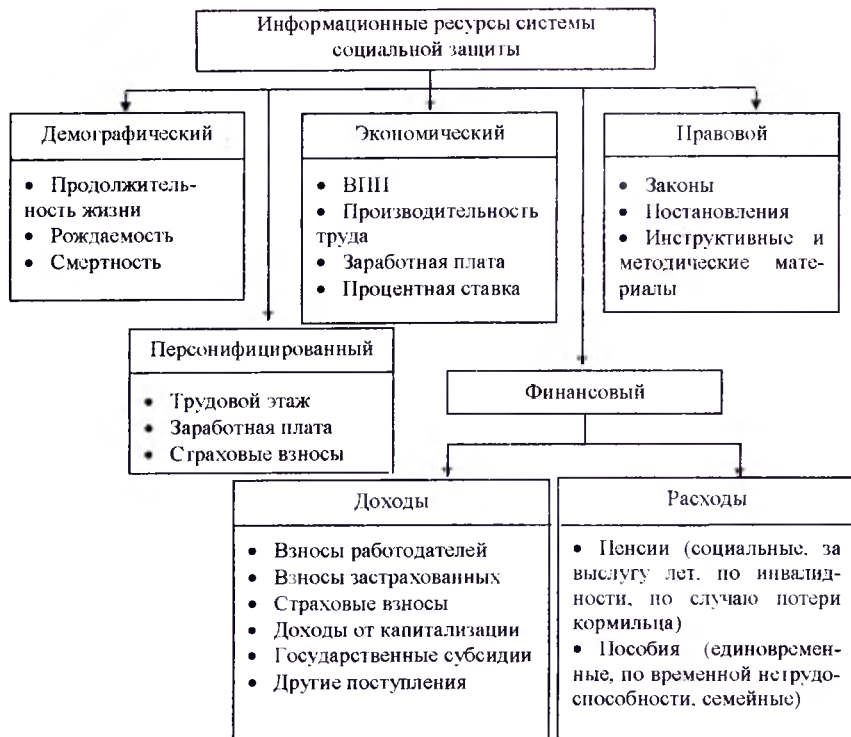 Информационные ресурсы системы
социальной защиты
Демографический
• Продолжитель-
ность жизни
• Рождаемость
• Смертность
Экономический
• ВПП
• Производительность
труда
• Заработная плата
• Процентная ставка
Правовой
• Законы
• Постановления
• Инструктивные и
методические мате-
риалы
Персонифицированный
• Трудовой этаж
• Заработная плата
• Страховые взносы
Финансовый
Доходы
• Взносы работодателей
• Взносы застрахованных
• Страховые взносы
• Доходы от капитализации
• Государственные субсидии
• Другие поступления
Расходы
• Пенсии (социальные, за
выслугу лет, по инвалид-
ности, по случаю потери
кормильца)
• Пособия (единовремен-
ные, по временной нетрудо-
способности, семейные)